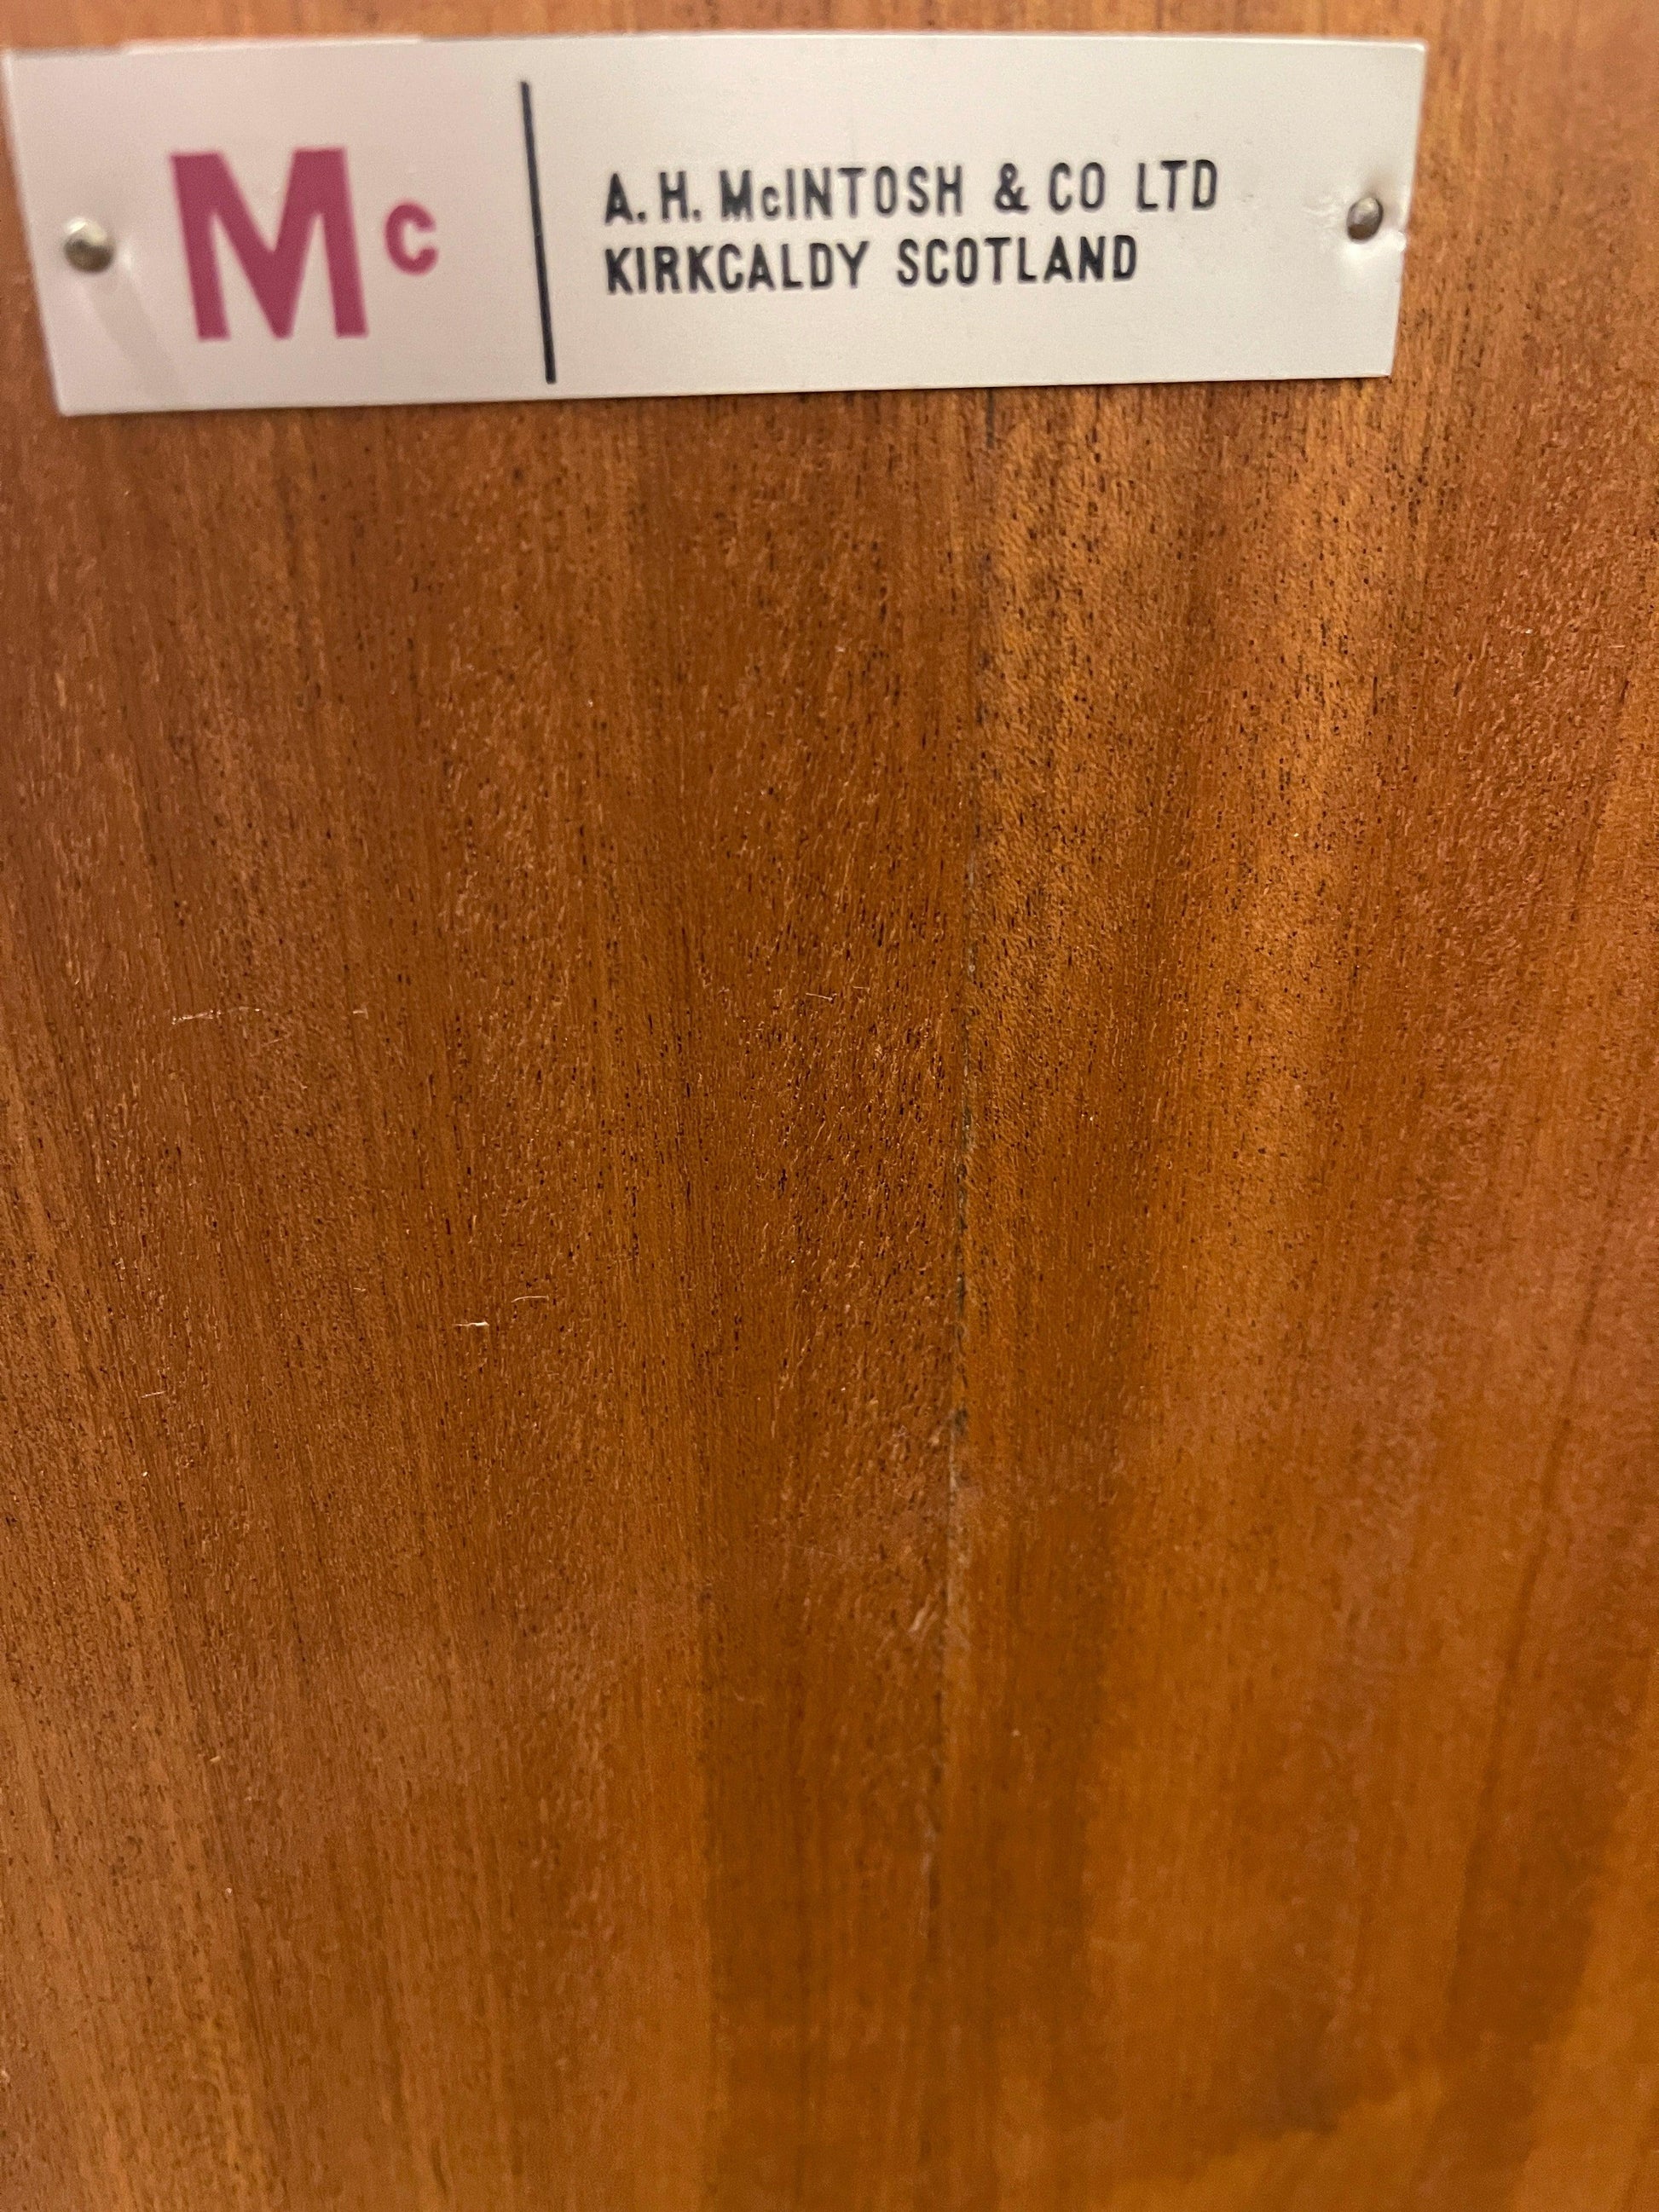 Mc
A. H. McINTOSH & CO LTD
KIRKCALDY SCOTLAND